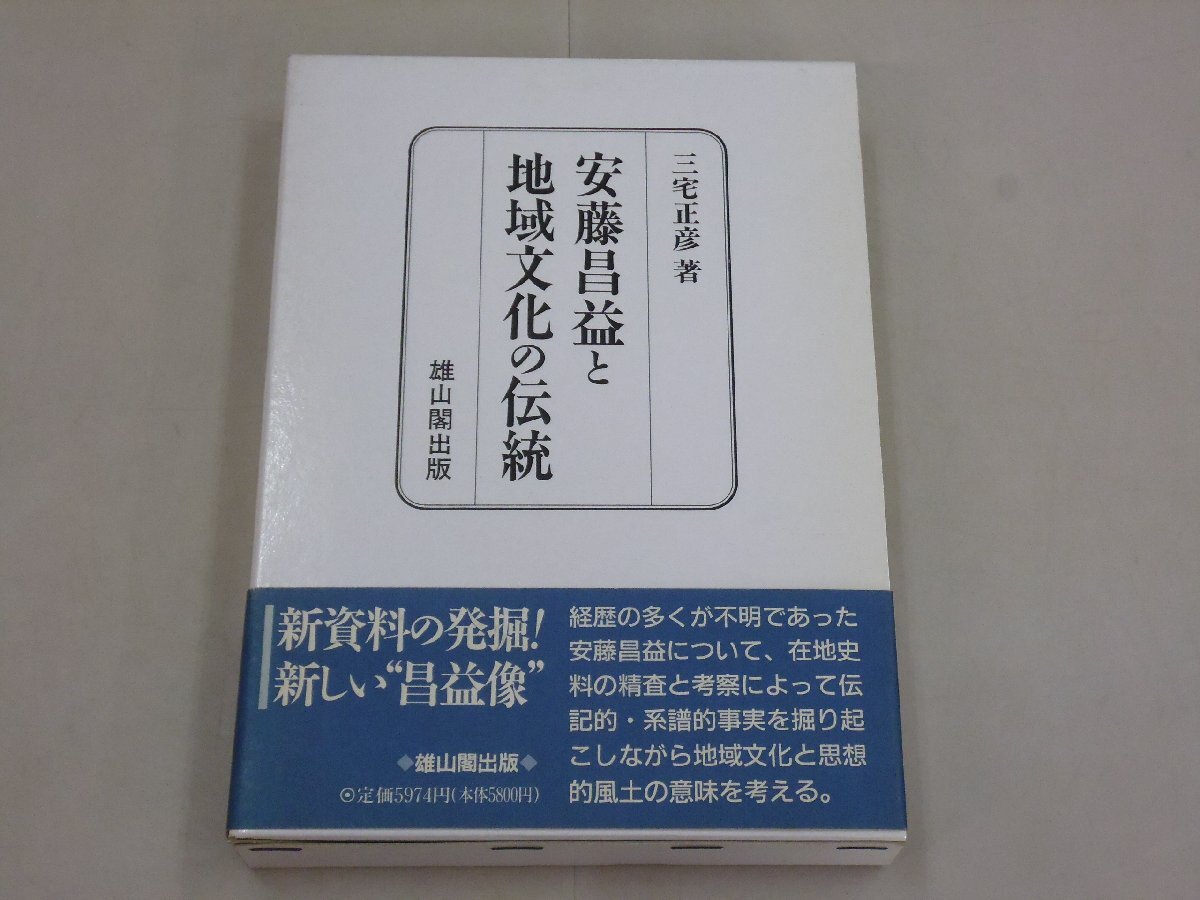 三宅正彦 著
安藤昌益と
地域文化の伝統
雄山閣出版
新資料の発掘!
新しい“昌益像”
◆雄山閣出版◆
⊙定価5974円(本体5800円)
経歴の多くが不明であった
安藤昌益について、在地史
料の精査と考察によって伝
記的・系譜的事実を掘り起
こしながら地域文化と思想
的風土の意味を考える。